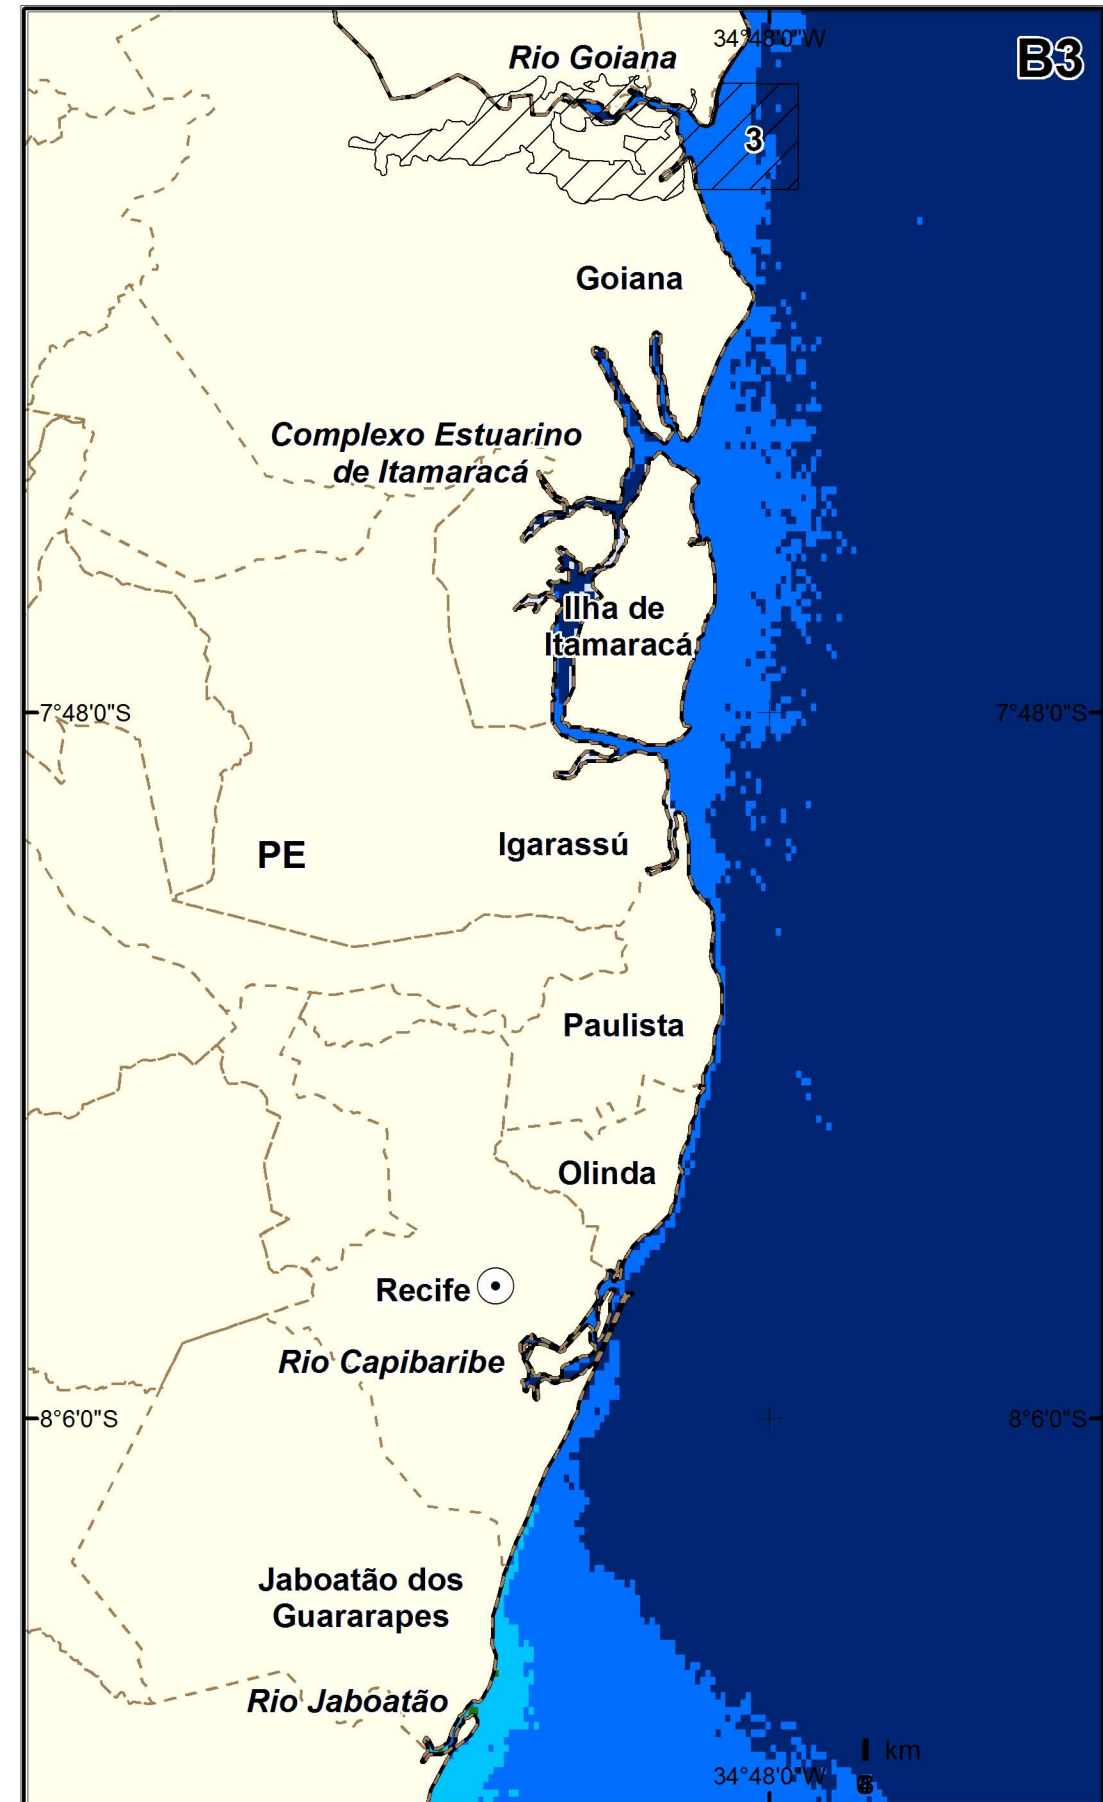 Rio Goiana
34°48'0"W
B3
3
Goiana
Complexo Estuarino
de Itamaracá
Ilha de
Itamaracá
7°48'0"S
7°48'0"S
Igarassú
PE
Paulista
Olinda
Recife
Rio Capibaribe
8°6'0"S
8°6'0"S
Jaboatão dos
Guararapes
Rio Jaboatão
km
34°48'0"W